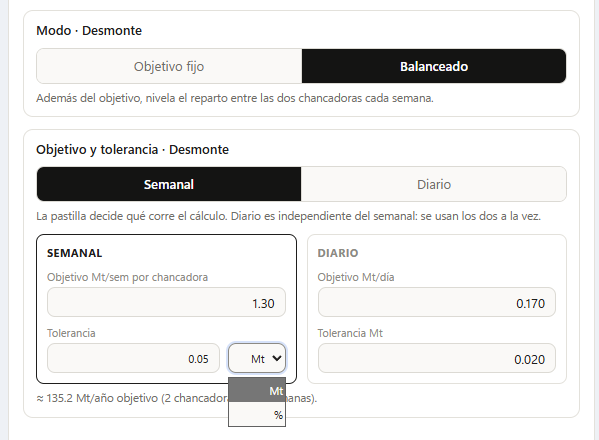 Modo · Desmonte
Objetivo fijo
Balanceado
Además del objetivo, nivela el reparto entre las dos chancadoras cada semana.
Objetivo y tolerancia · Desmonte
Semanal
Diario
La pastilla decide qué corre el cálculo. Diario es independiente del semanal: se usan los dos a la vez.
SEMANAL
Objetivo Mt/sem por chancadora
1.30
Tolerancia
0.05
Mt
Mt
%
DIARIO
Objetivo Mt/día
0.170
Tolerancia Mt
0.020
≈ 135.2 Mt/año objetivo (2 chancadora anas).